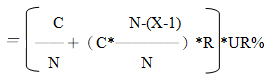 C N-(X-1)
= ( —— + (C* ———— )*R )*UR%
N N